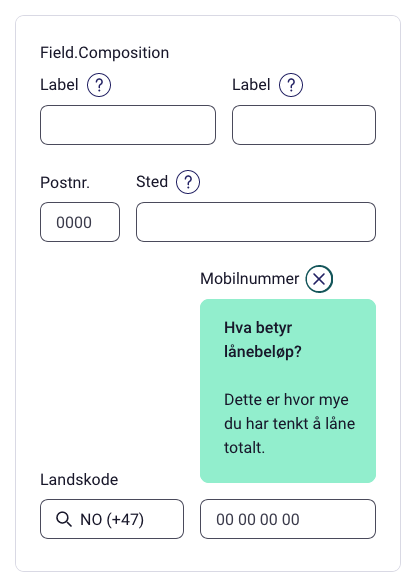 Field.Composition
Label ? Label ?
Postnr. Sted ?
0000
Mobilnummer
Hva betyr
lånebeløp?
Dette er hvor mye
du har tenkt å låne
totalt.
Landskode
NO (+47) 00 00 00 00